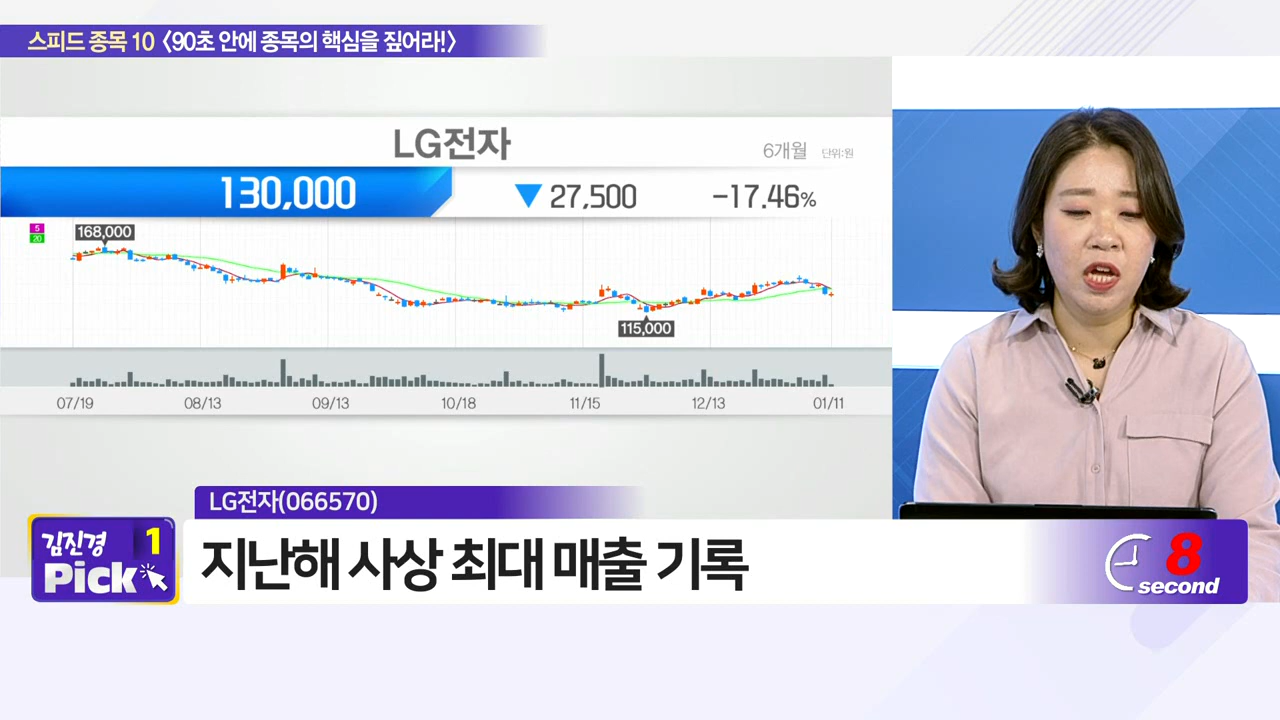 스피드 종목 10 〈90초 안에 종목의 핵심을 짚어라!〉
LG전자
6개월 단위:원
130,000 ▼ 27,500 -17.46%
5
20
168,000
115,000
07/19 08/13 09/13 10/18 11/15 12/13 01/11
LG전자(066570)
김진경 1
Pick
지난해 사상 최대 매출 기록
8
second